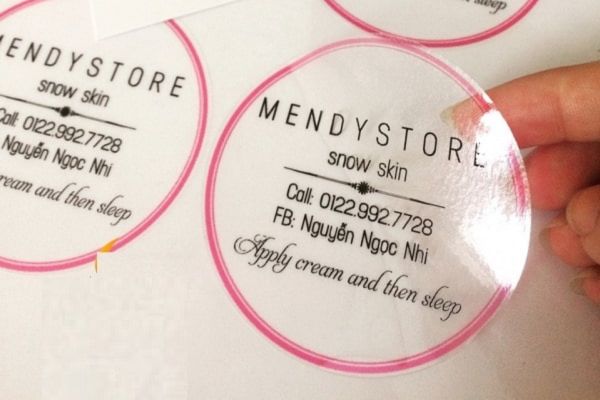 sleep
MENDYSTORE
snow skin
Call: 0122.992.7728
Nguyễn Ngọc Nhi
cream and then sleep
MENDYSTORE
snow skin
Call: 0122.992.7728
FB: Nguyễn Ngọc Nhi
Apply cream and then sleep